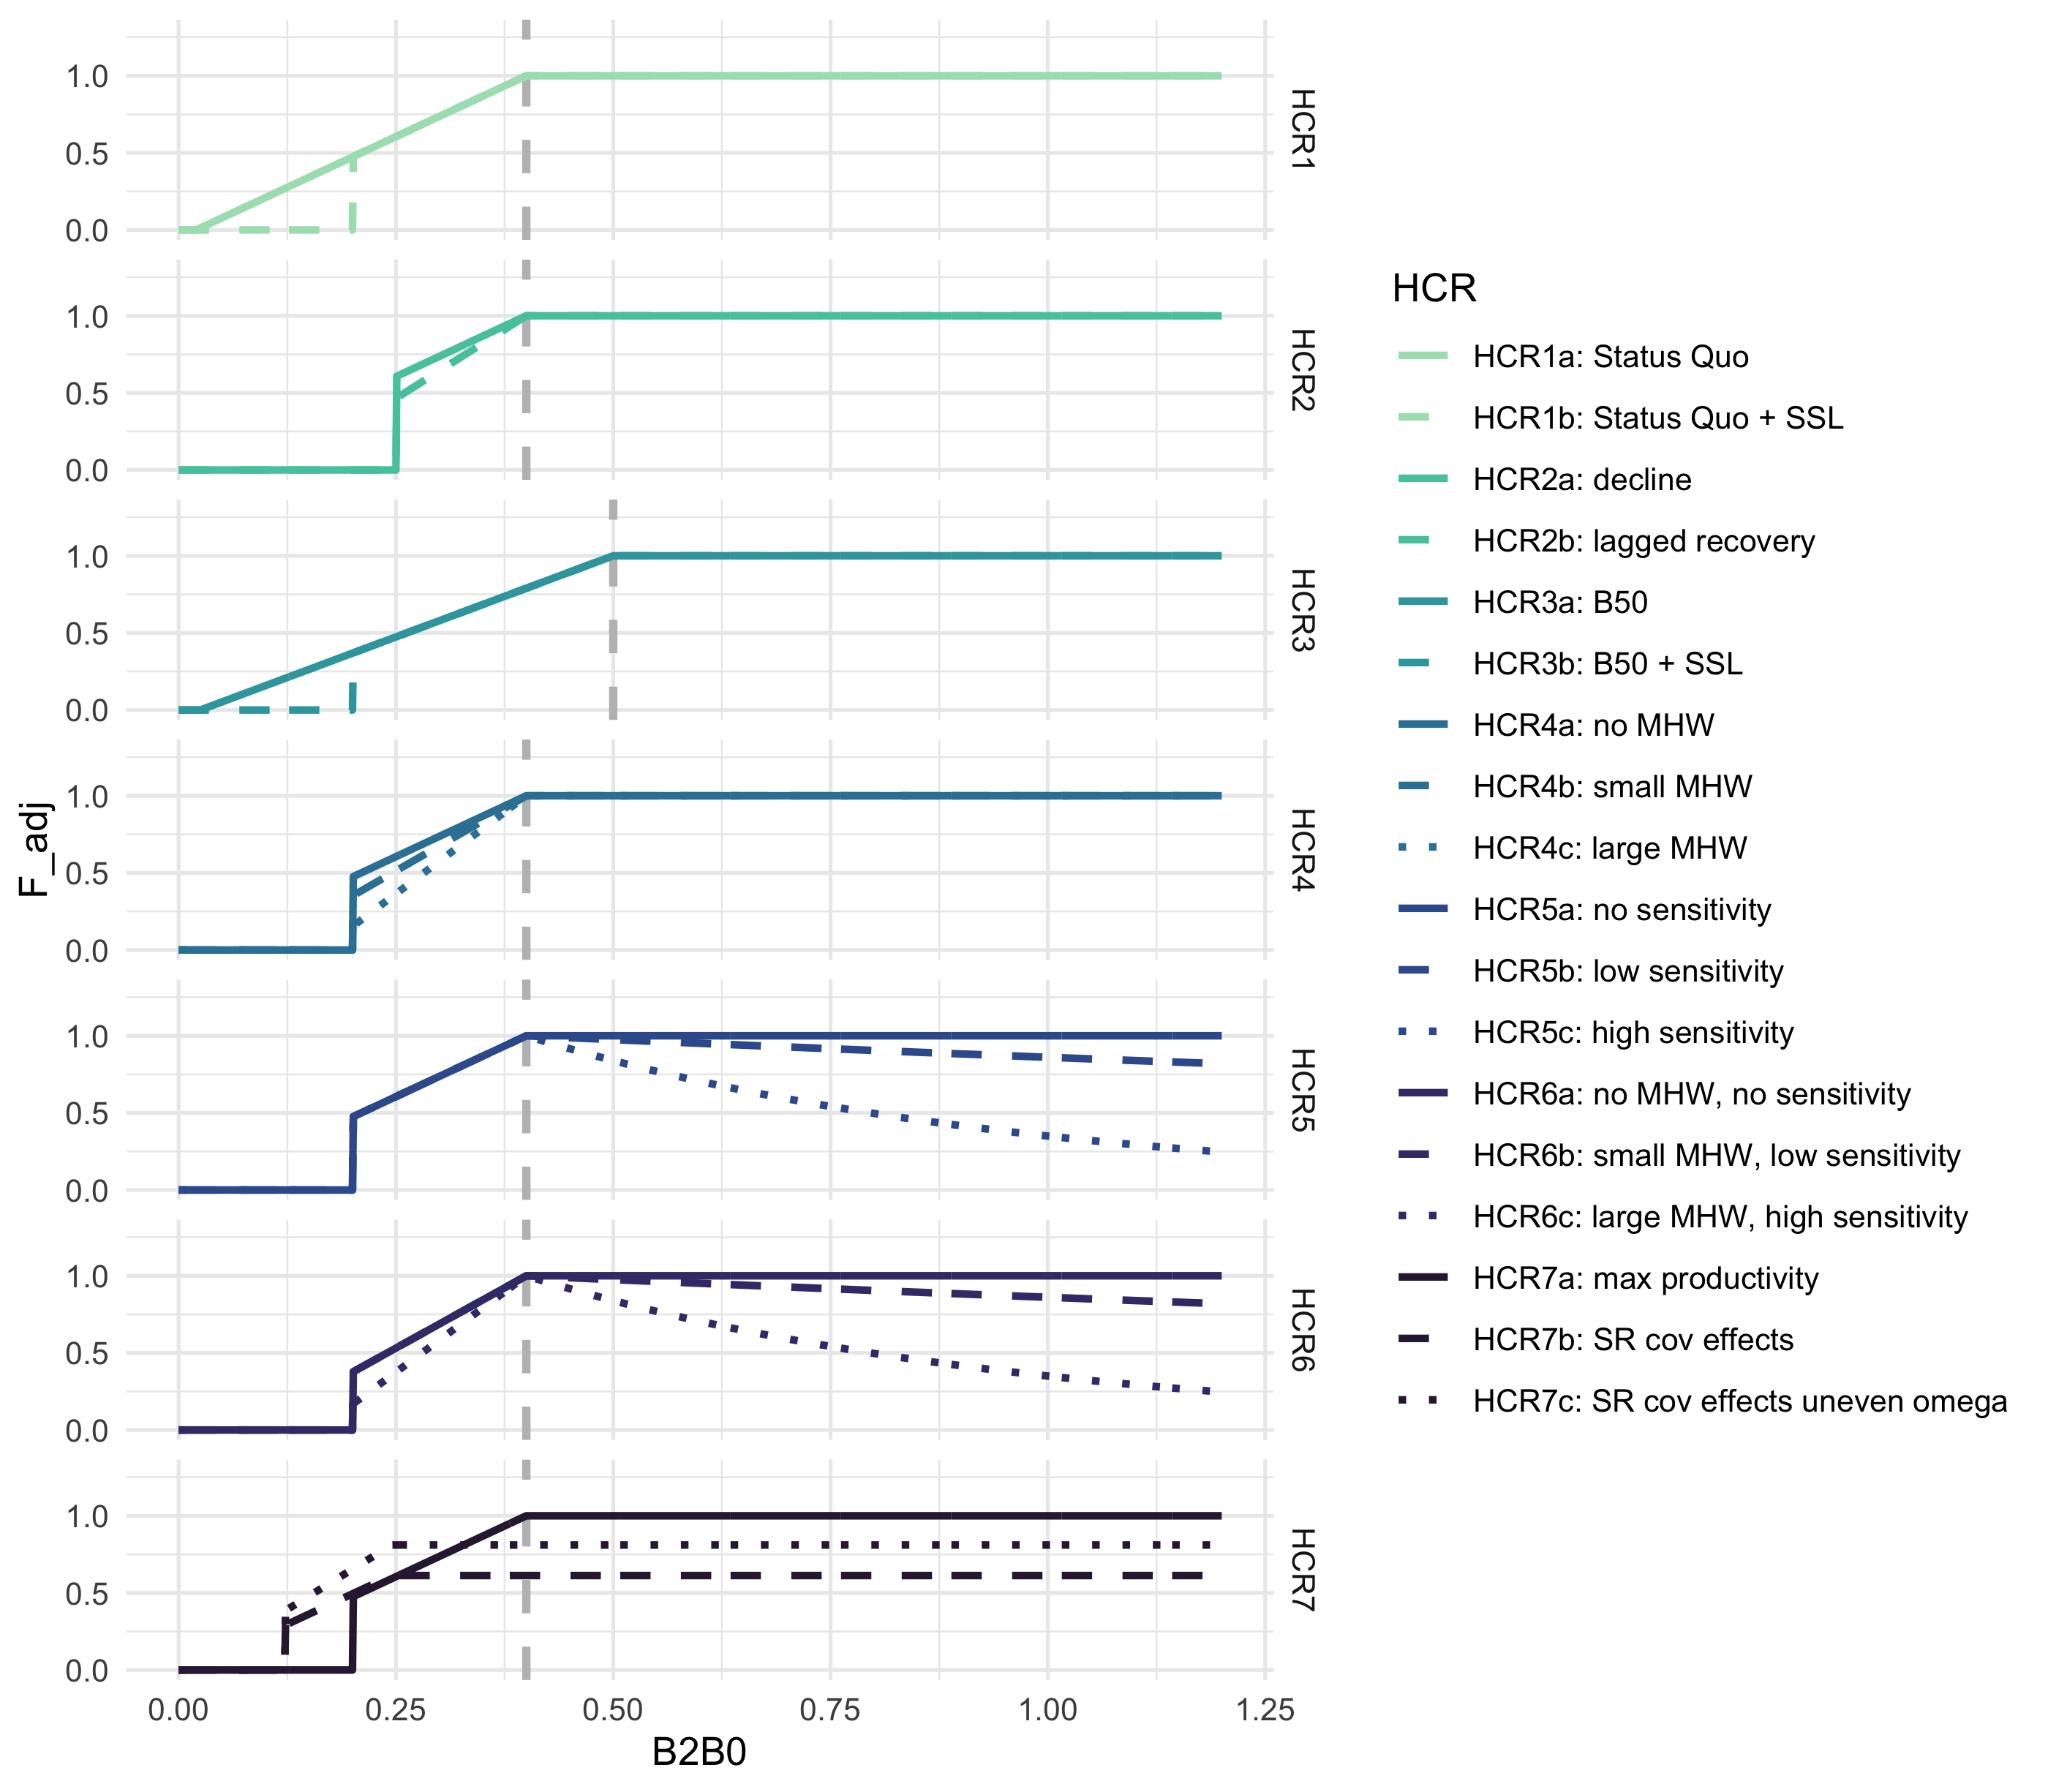 1.0
0.5
0.0
HCR1
1.0
0.5
0.0
HCR2
1.0
0.5
0.0
HCR3
1.0
0.5
0.0
HCR4
1.0
0.5
0.0
HCR5
1.0
0.5
0.0
HCR6
1.0
0.5
0.0
HCR7
F_adj
0.00 0.25 0.50 0.75 1.00 1.25
B2B0
HCR
HCR1a: Status Quo
HCR1b: Status Quo + SSL
HCR2a: decline
HCR2b: lagged recovery
HCR3a: B50
HCR3b: B50 + SSL
HCR4a: no MHW
HCR4b: small MHW
HCR4c: large MHW
HCR5a: no sensitivity
HCR5b: low sensitivity
HCR5c: high sensitivity
HCR6a: no MHW, no sensitivity
HCR6b: small MHW, low sensitivity
HCR6c: large MHW, high sensitivity
HCR7a: max productivity
HCR7b: SR cov effects
HCR7c: SR cov effects uneven omega